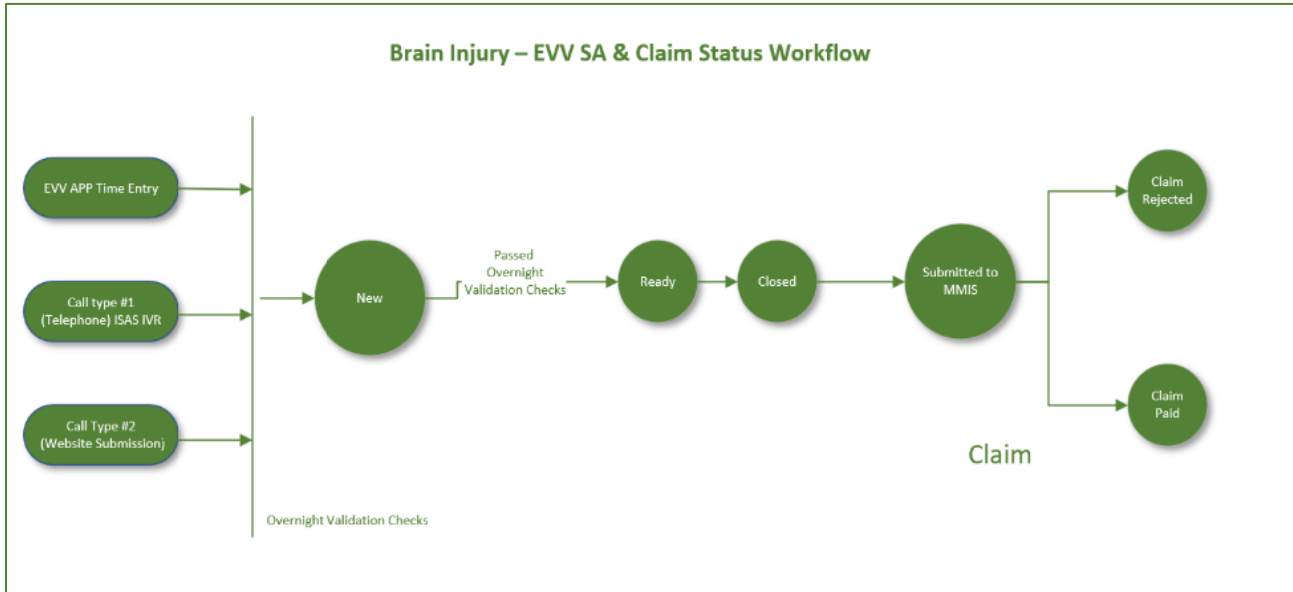 Brain Injury – EVV SA & Claim Status Workflow
EVV APP Time Entry
Call type #1
(Telephone) ISAS IVR
Call Type #2
(Website Submission)
Overnight Validation Checks
New
Passed
Overnight
Validation Checks
Ready
Closed
Submitted to
MMIS
Claim
Rejected
Claim
Paid
Claim